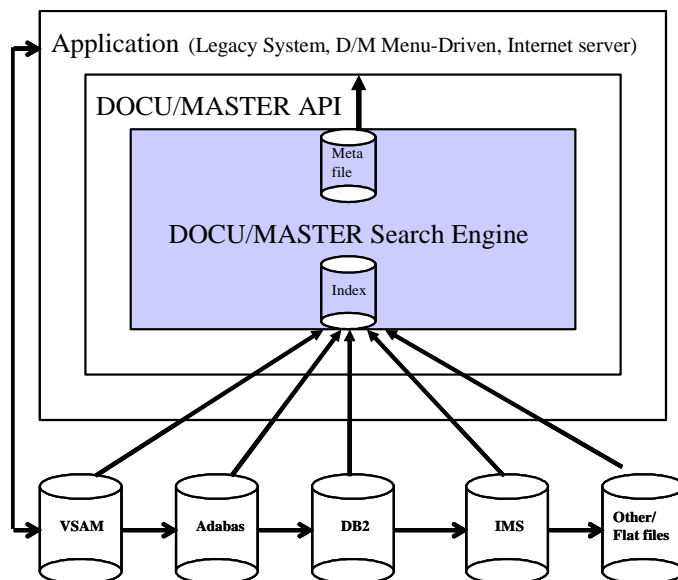 Application (Legacy System, D/M Menu-Driven, Internet server)
DOCU/MASTER API
Meta
file
DOCU/MASTER Search Engine
Index
VSAM
Adabas
DB2
IMS
Other/
Flat files